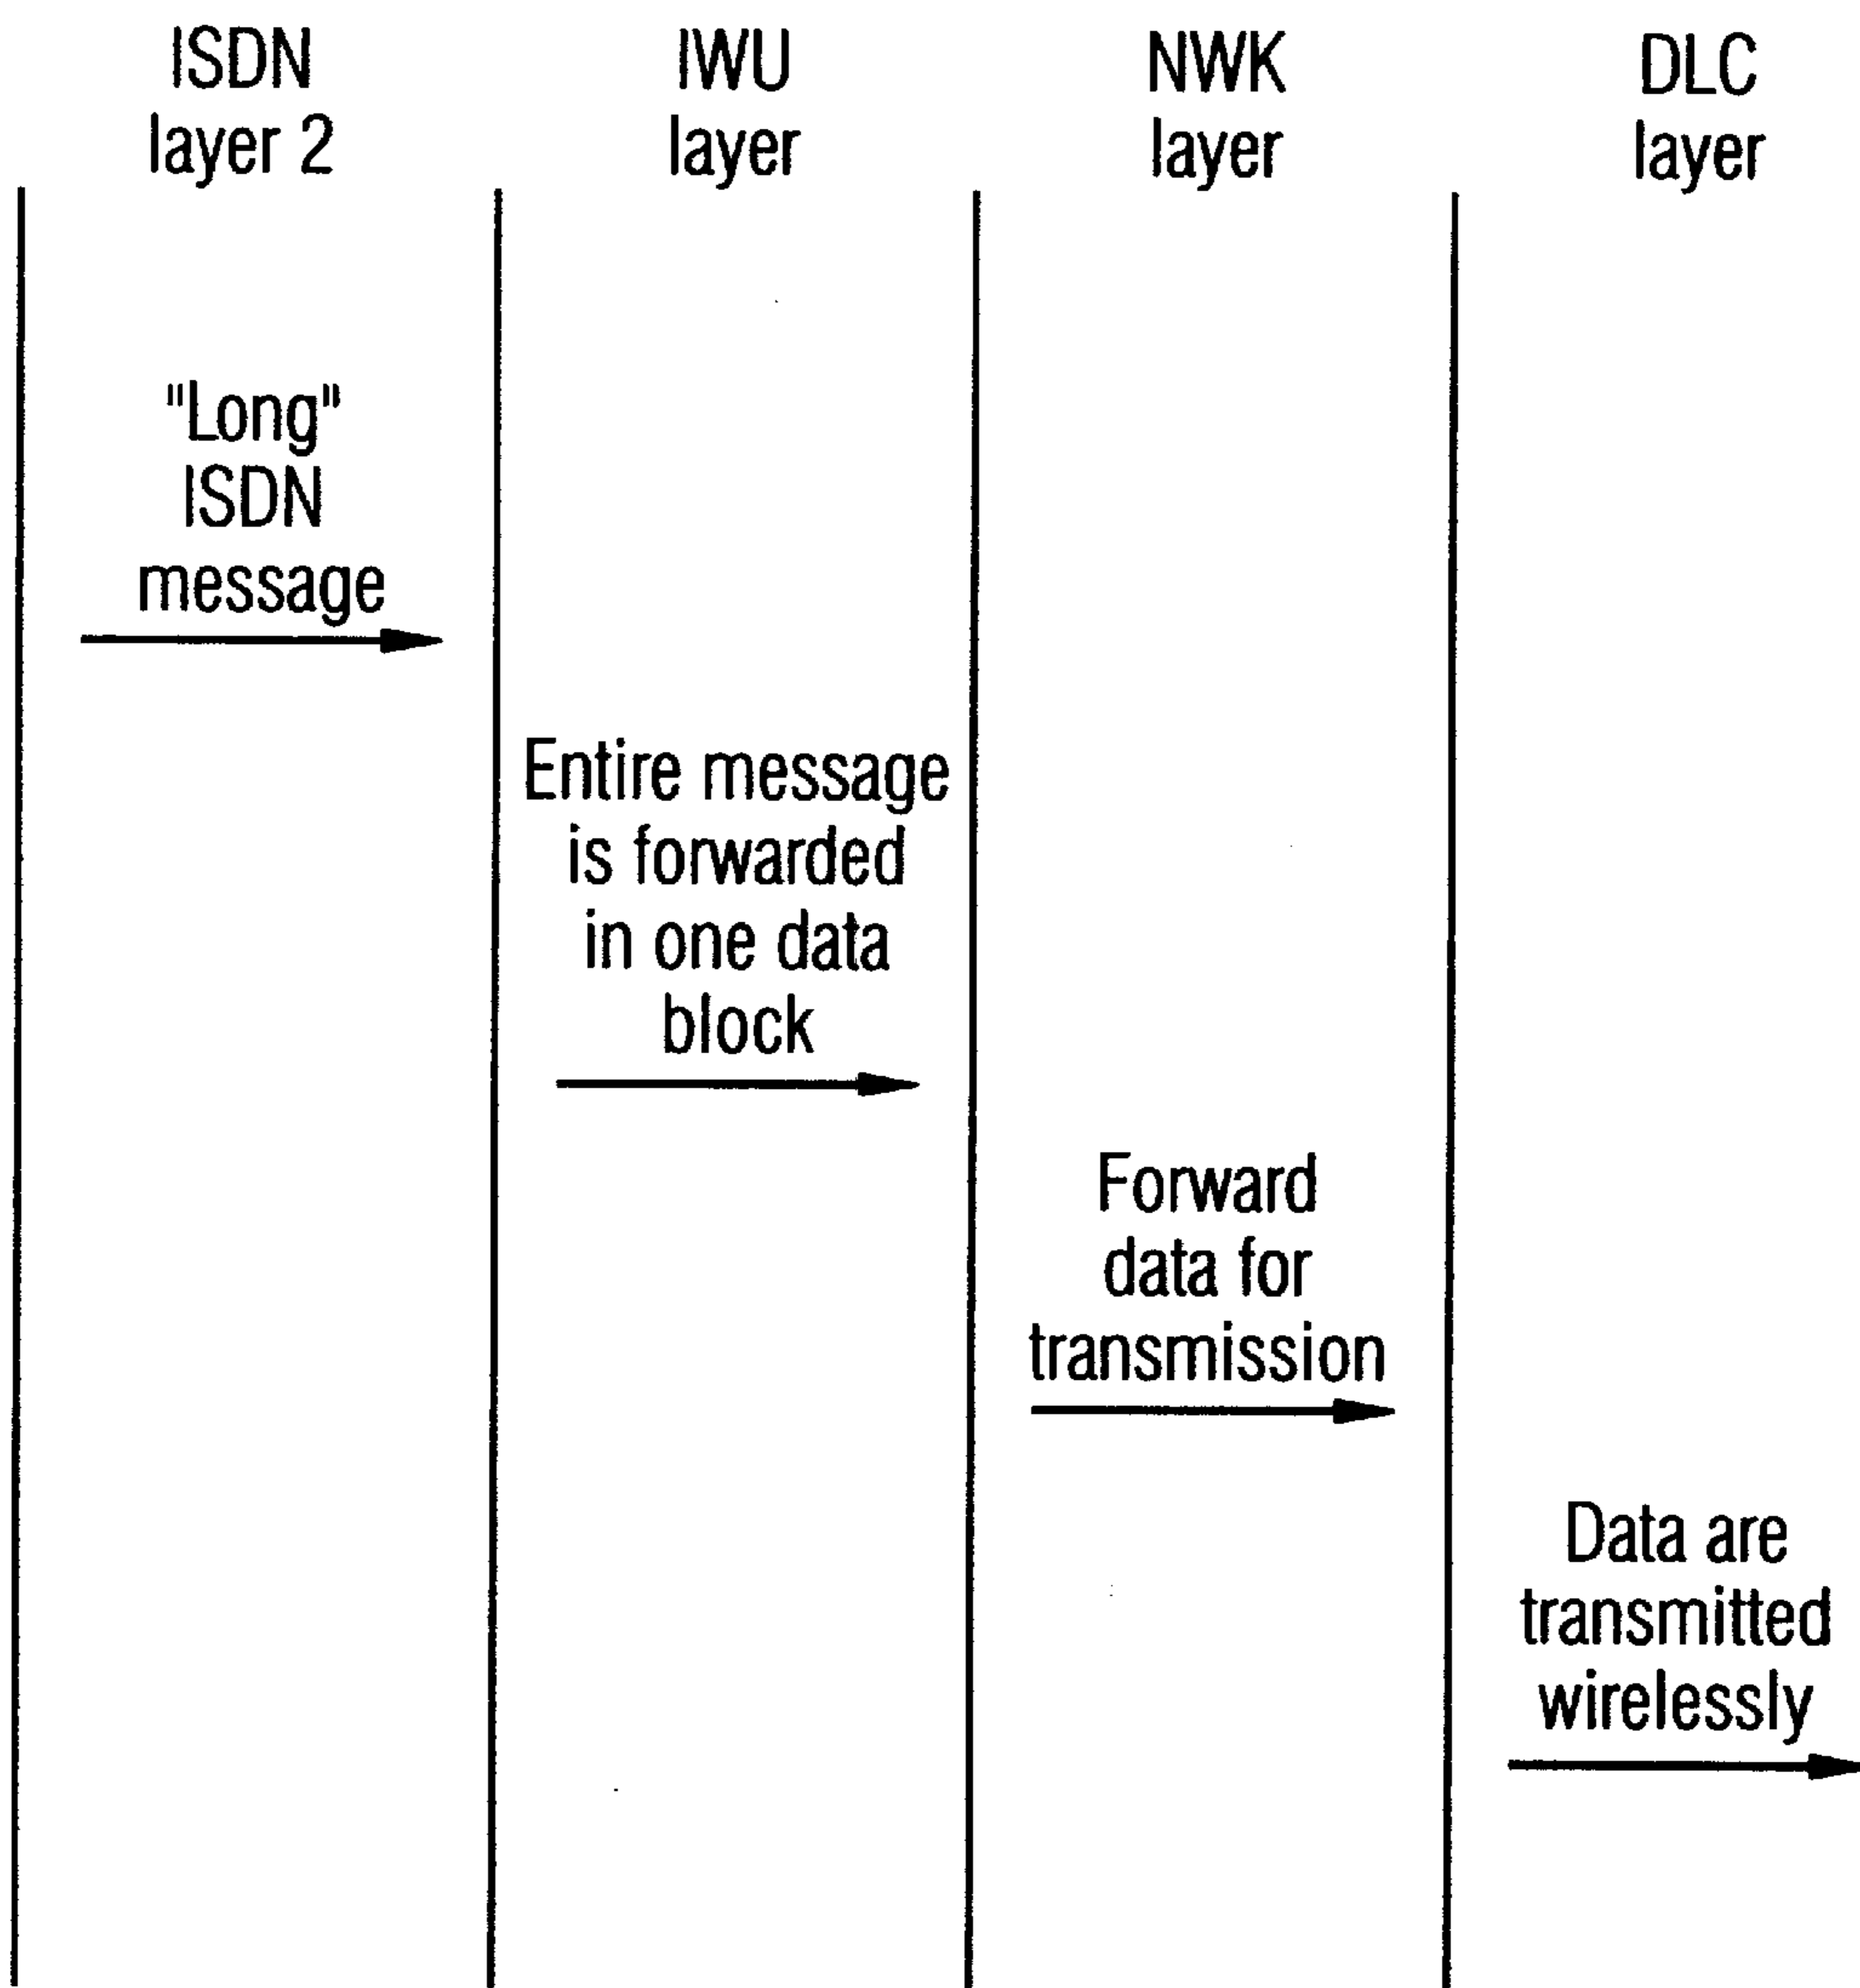 ISDN
layer 2
IWU
layer
NWK
layer
DLC
layer
"Long"
ISDN
message
Entire message
is forwarded
in one data
block
Forward
data for
transmission
Data are
transmitted
wirelessly